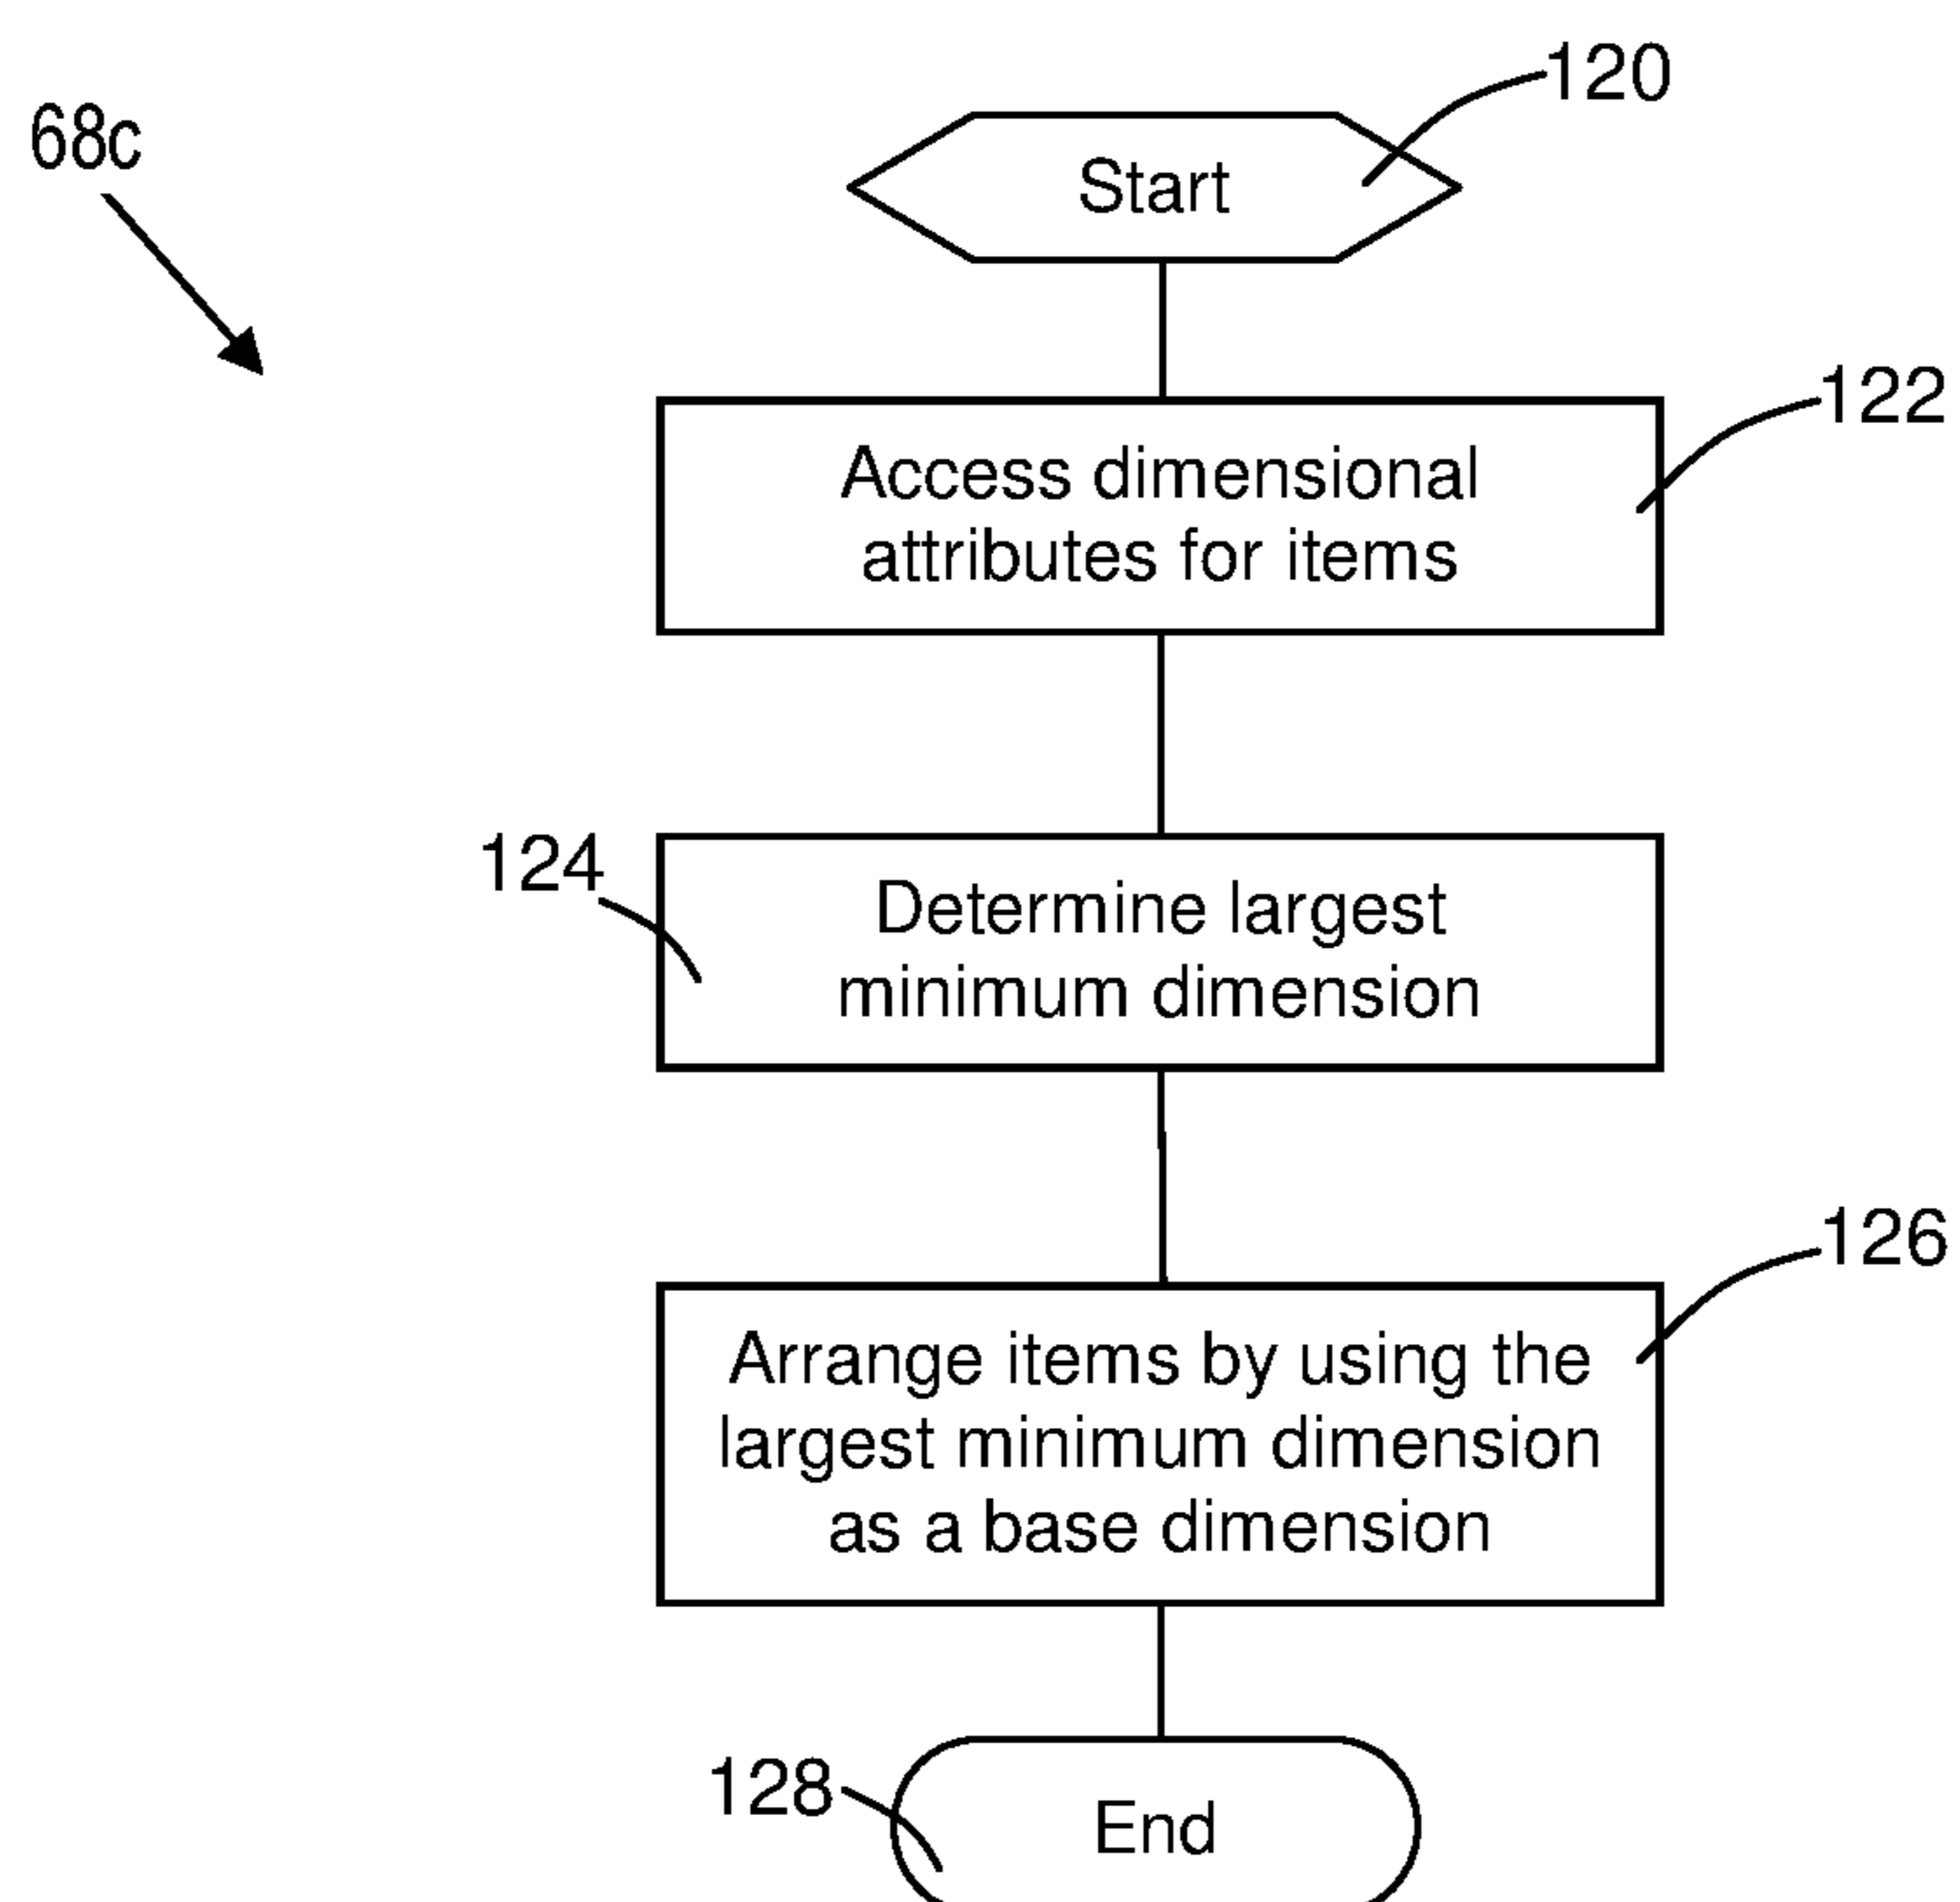 120
68c
Start
122
Access dimensional
attributes for items
124
Determine largest
minimum dimension
126
Arrange items by using the
largest minimum dimension
as a base dimension
128
End